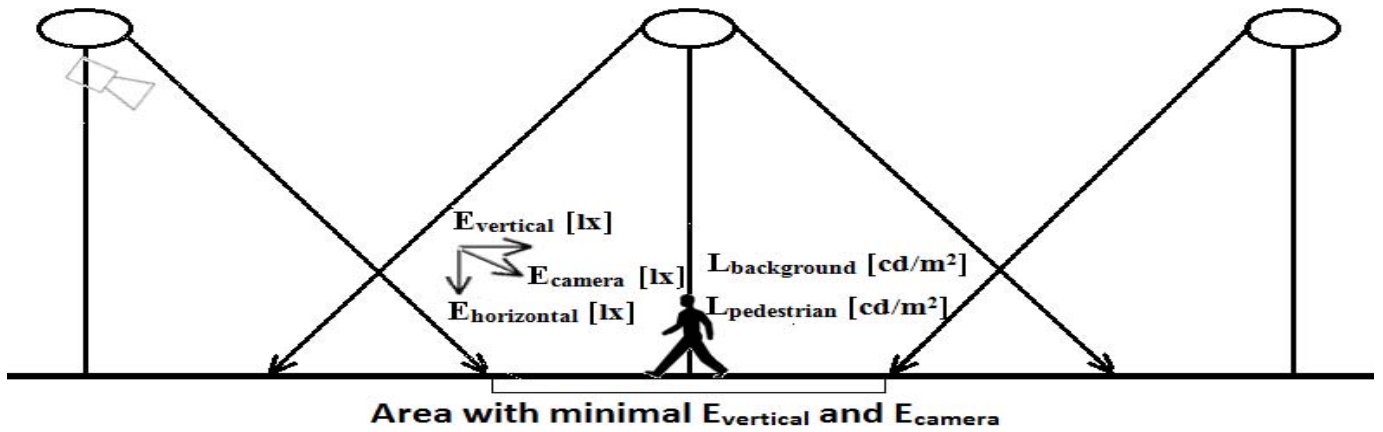 Evertical [lx]
Ecamera [lx]
Ehorizontal [lx]
Lbackground [cd/m²]
Lpedestrian [cd/m²]
Area with minimal Evertical and Ecamera